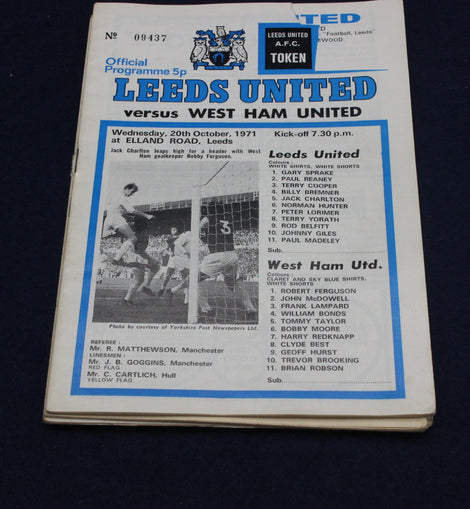 Nº 09437
UNITED
"Football, Leeds"
LEEDS UNITED
A.F.C.
TOKEN
Official
Programme 5p
LEEDS UNITED
versus WEST HAM UNITED
Wednesday, 20th October, 1971
at ELLAND ROAD, Leeds
Kick-off 7.30 p.m.
Jack Charlton leaps high for a header with West
Ham goalkeeper Bobby Ferguson.
3
Photo by courtesy of Yorkshire Post Newspapers Ltd.
REFEREE :
Mr. R. MATTHEWSON, Manchester
LINESMEN :
Mr. J. B. GOGGINS, Manchester
RED FLAG
Mr. C. CARTLICH, Hull
YELLOW FLAG
Leeds United
Colours :
WHITE SHIRTS, WHITE SHORTS
1 GARY SPRAKE
2 PAUL REANEY
3 TERRY COOPER
4 BILLY BREMNER
5 JACK CHARLTON
6 NORMAN HUNTER
7 PETER LORIMER
8 TERRY YORATH
9 ROD BELFITT
10 JOHNNY GILES
11 PAUL MADELEY
Sub.
West Ham Utd.
Colours :
CLARET AND SKY BLUE SHIRTS,
WHITE SHORTS
1 ROBERT FERGUSON
2 JOHN McDOWELL
3 FRANK LAMPARD
4 WILLIAM BONDS
5 TOMMY TAYLOR
6 BOBBY MOORE
7 HARRY REDKNAPP
8 CLYDE BEST
9 GEOFF HURST
10 TREVOR BROOKING
11 BRIAN ROBSON
Sub.